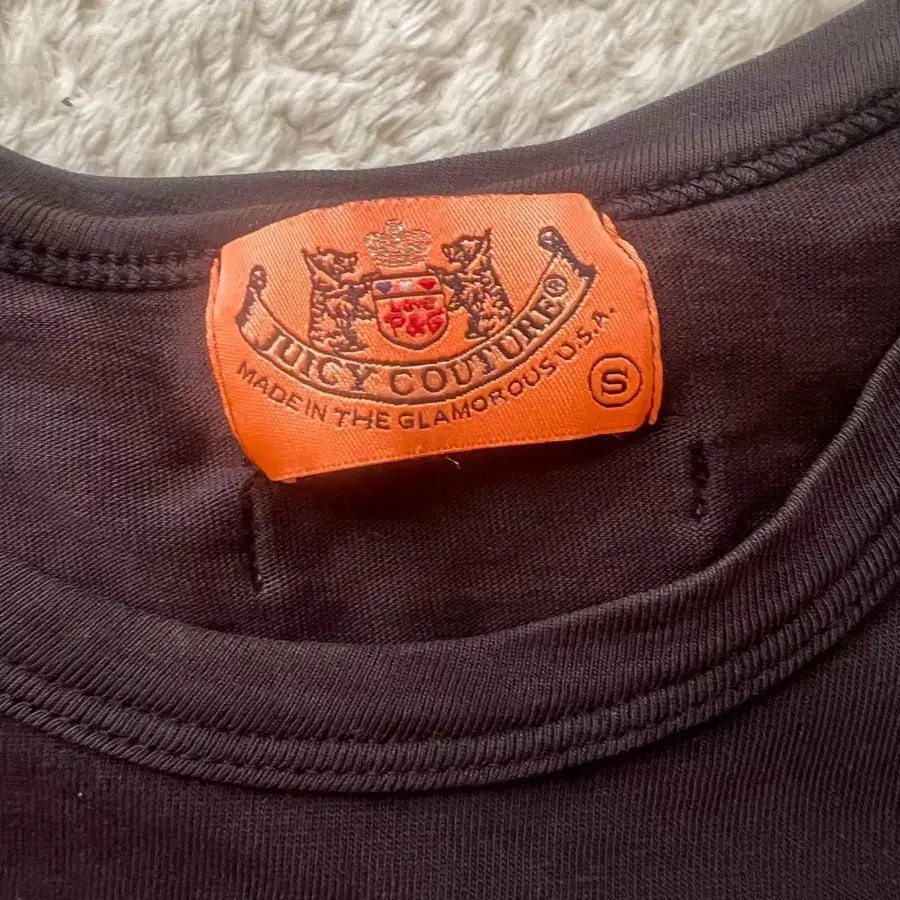 LOVE
P&G
JUICY COUTURE®
MADE IN THE GLAMOROUS U.S.A.
S